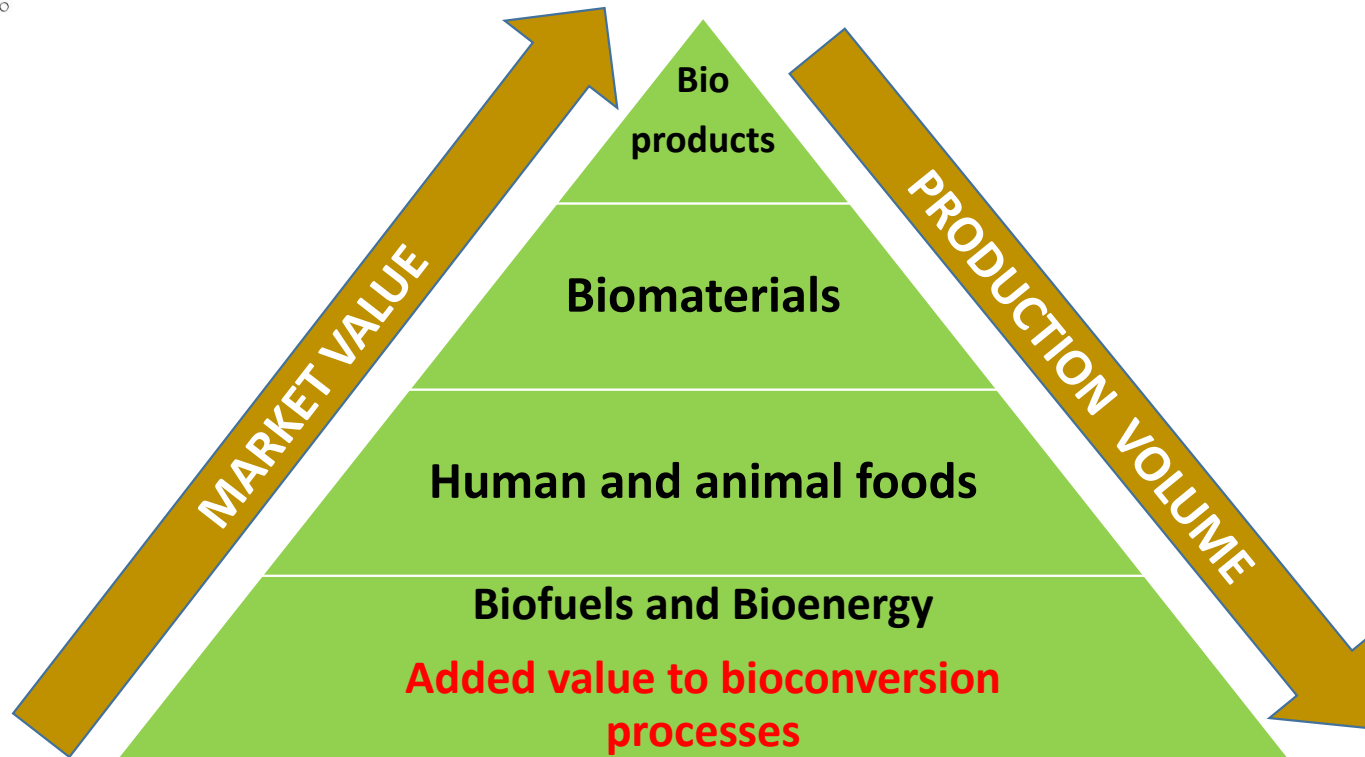 Bio
products
MARKET VALUE
PRODUCTION VOLUME
Biomaterials
Human and animal foods
Biofuels and Bioenergy
Added value to bioconversion
processes